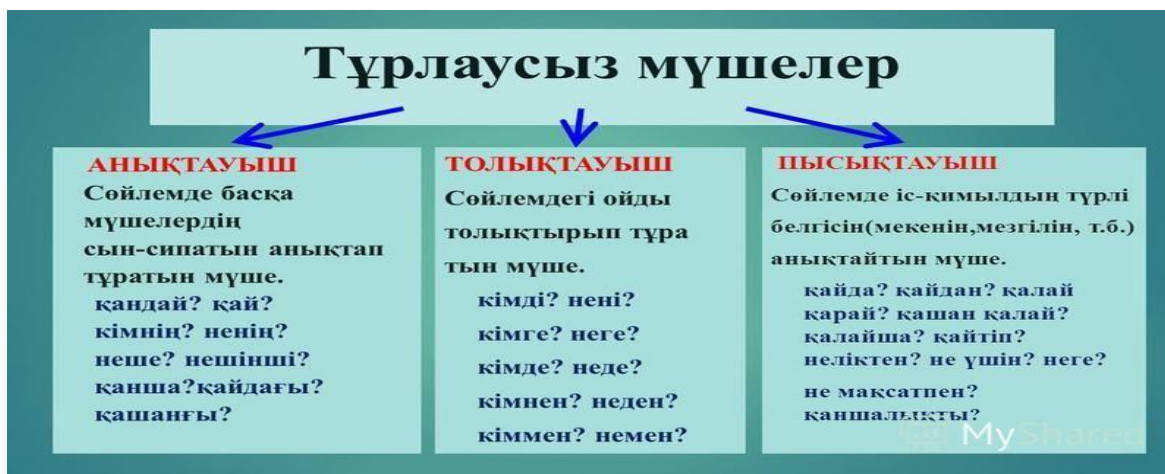 Тұрлаусыз мүшелер
АНЫҚТАУЫШ
Сөйлемде басқа
мүшелердің
сын-сипатын анықтап
тұратын мүше.
қандай? қай?
кімнің? ненің?
неше? нешінші?
қанша?қайдағы?
қашанғы?
ТОЛЫҚТАУЫШ
Сөйлемдегі ойды
толықтырып тұра
тын мүше.
кімді? нені?
кімге? неге?
кімде? неде?
кімнен? неден?
кіммен? немен?
ПЫСЫҚТАУЫШ
Сөйлемде іс-қимылдың түрлі
белгісін(мекенін,мезгілін, т.б.)
анықтайтын мүше.
қайда? қайдан? қалай
қарай? қашан қалай?
қалайша? қайтіп?
неліктен? не үшін? неге?
не мақсатпен?
қаншалықты?
MyShared